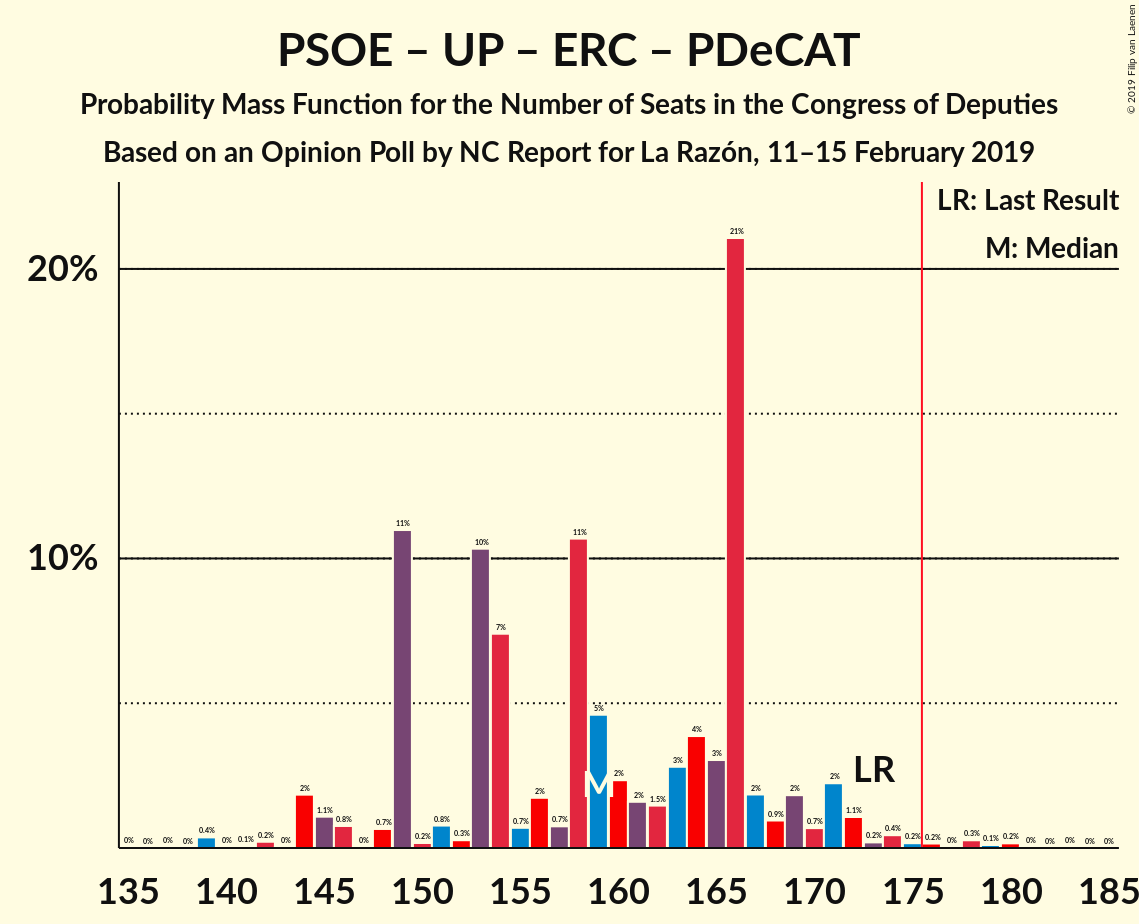 PSOE – UP – ERC – PDeCAT
Probability Mass Function for the Number of Seats in the Congress of Deputies
Based on an Opinion Poll by NC Report for La Razón, 11–15 February 2019
© 2019 Filip van Laenen
LR: Last Result
M: Median
20%
10%
0% 0% 0% 0% 0.4% 0% 0.1% 0.2% 0% 2% 1.1% 0.8% 0% 0.7% 11% 0.2% 0.8% 0.3% 10% 7% 0.7% 2% 0.7% 11% 5% 2% 2% 1.5% 3% 4% 3% 21% 2% 0.9% 2% 0.7% 2% 1.1% 0.2% 0.4% 0.2% 0.2% 0% 0.3% 0.1% 0.2% 0% 0% 0% 0% 0%
M
LR
135 140 145 150 155 160 165 170 175 180 185